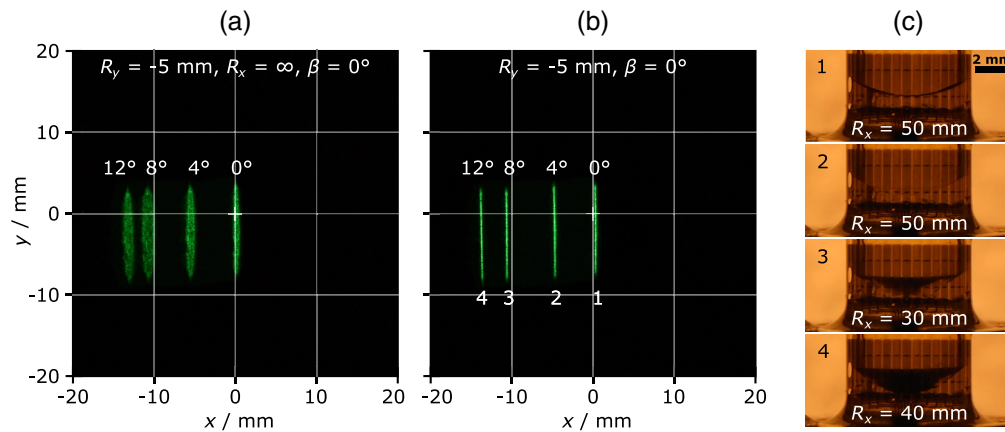 (a)
(b)
(c)
R_y = -5 mm, R_x = ∞, β = 0°
12° 8° 4° 0°
20
10
0
-10
-20
y / mm
-20 -10 0 10 20
x / mm
R_y = -5 mm, β = 0°
12° 8° 4° 0°
4 3 2 1
-20 -10 0 10 20
x / mm
1
2 mm
R_x = 50 mm
2
R_x = 50 mm
3
R_x = 30 mm
4
R_x = 40 mm